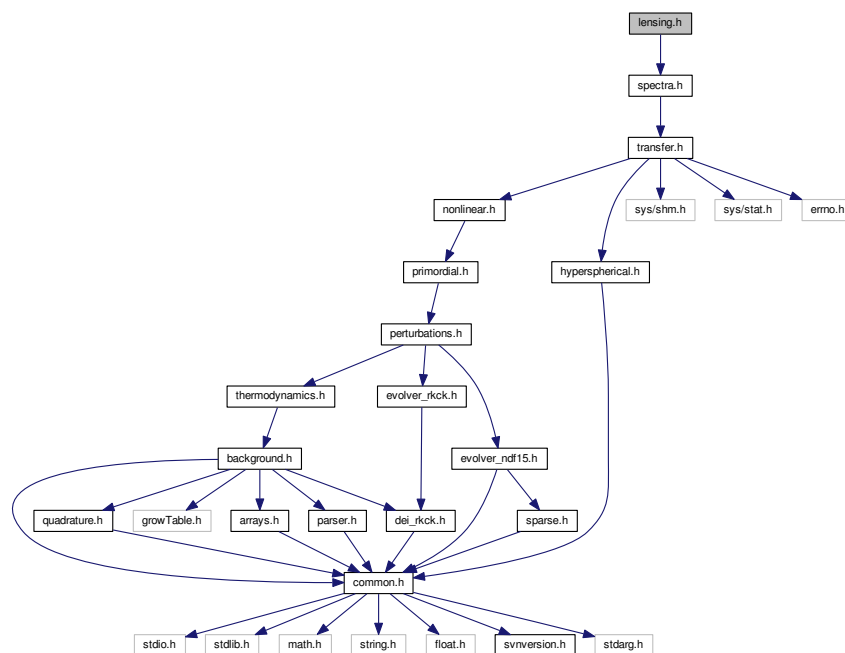 lensing.h
spectra.h
transfer.h
nonlinear.h
sys/shm.h
sys/stat.h
errno.h
primordial.h
hyperspherical.h
perturbations.h
thermodynamics.h
evolver_rkck.h
background.h
evolver_ndf15.h
quadrature.h
growTable.h
arrays.h
parser.h
dei_rkck.h
sparse.h
common.h
stdio.h
stdlib.h
math.h
string.h
float.h
svnversion.h
stdarg.h